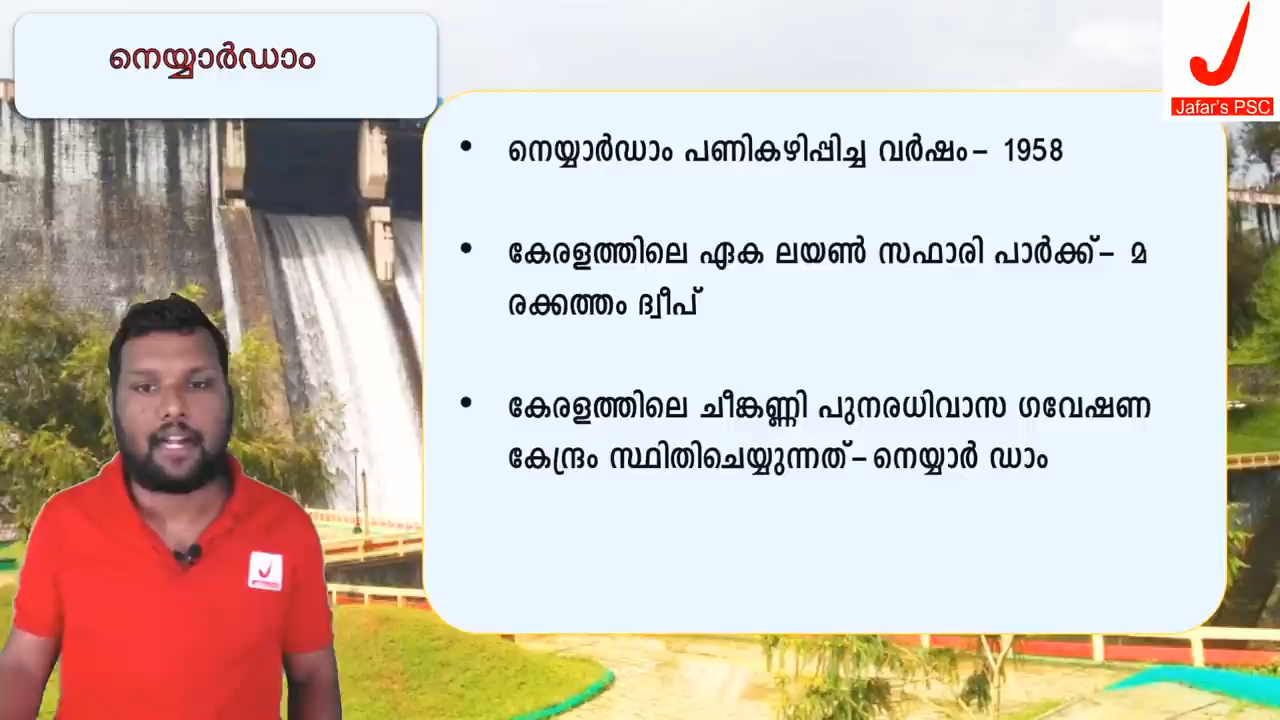 നെയ്യാർഡാം
Jafar's PSC
• നെയ്യാർഡാം പണികഴിപ്പിച്ച വർഷം– 1958
• കേരളത്തിലെ ഏക ലയൺ സഫാരി പാർക്ക്– മ
രക്കത്തം ദ്വീപ്
• കേരളത്തിലെ ചീങ്കണ്ണി പുനരധിവാസ ഗവേഷണ
കേന്ദ്രം സ്ഥിതിചെയ്യുന്നത്–നെയ്യാർ ഡാം